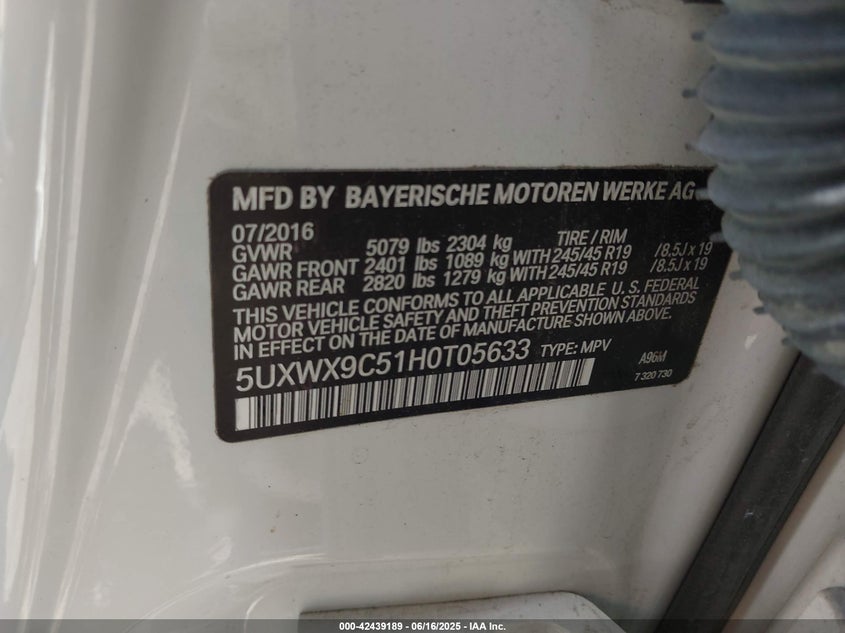 MFD BY BAYERISCHE MOTOREN WERKE AG
07/2016
GVWR 5079 lbs 2304 kg TIRE / RIM
GAWR FRONT 2401 lbs 1089 kg WITH 245/45 R19 /8.5J x 19
GAWR REAR 2820 lbs 1279 kg WITH 245/45 R19 /8.5J x 19
THIS VEHICLE CONFORMS TO ALL APPLICABLE U. S. FEDERAL
MOTOR VEHICLE SAFETY AND THEFT PREVENTION STANDARDS
IN EFFECT ON THE DATE OF MANUFACTURE SHOWN ABOVE.
5UXWX9C51H0T05633 TYPE: MPV A96M
7 320 730
000-42439189 - 06/16/2025 - IAA Inc.